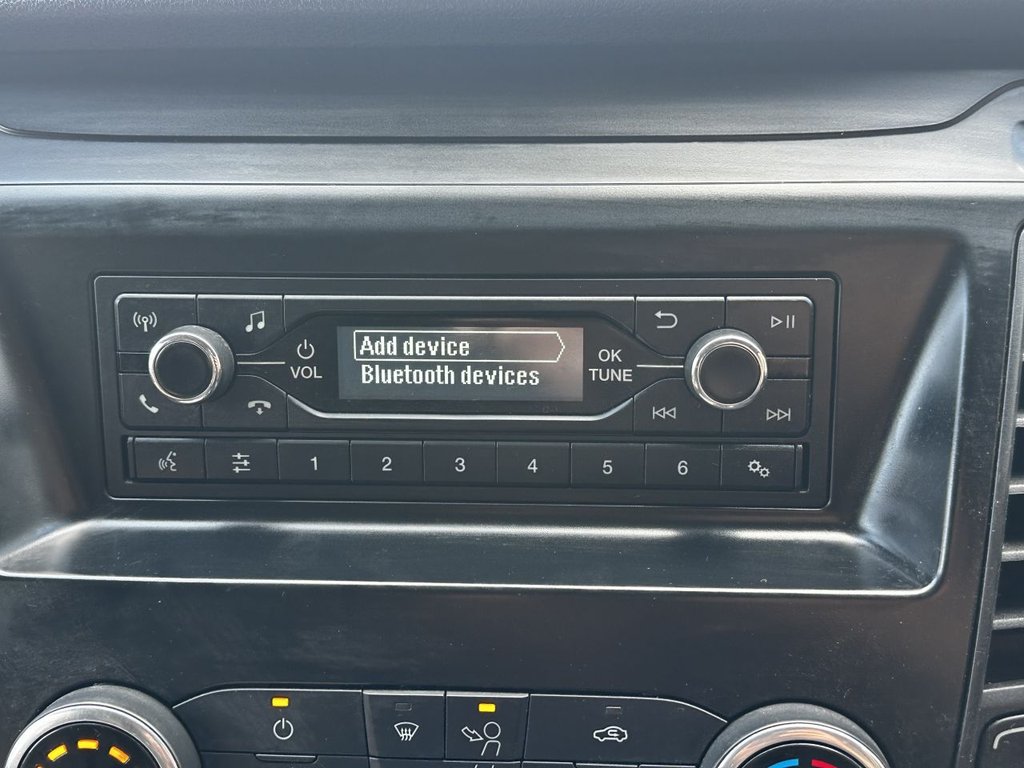 Add device
Bluetooth devices
VOL
OK
TUNE
1 2 3 4 5 6